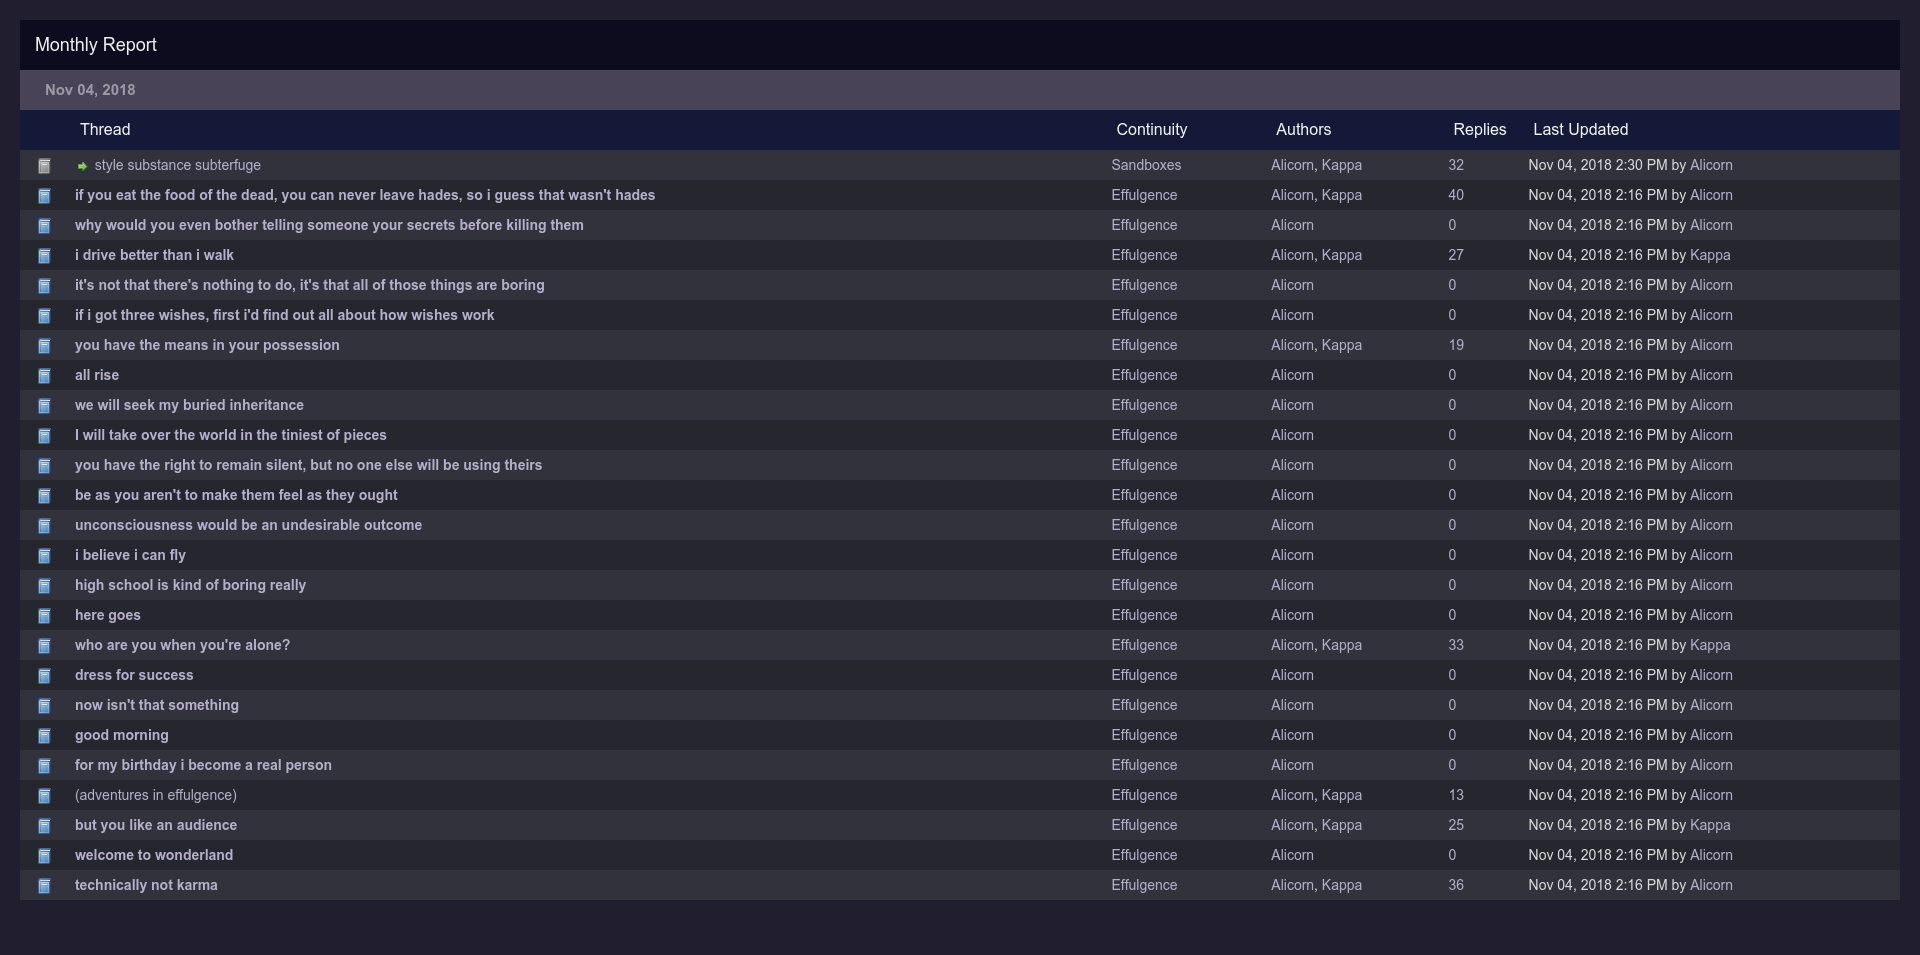 Monthly Report
Nov 04, 2018
Thread Continuity Authors Replies Last Updated
style substance subterfuge Sandboxes Alicorn, Kappa 32 Nov 04, 2018 2:30 PM by Alicorn
if you eat the food of the dead, you can never leave hades, so i guess that wasn't hades Effulgence Alicorn, Kappa 40 Nov 04, 2018 2:16 PM by Alicorn
why would you even bother telling someone your secrets before killing them Effulgence Alicorn 0 Nov 04, 2018 2:16 PM by Alicorn
i drive better than i walk Effulgence Alicorn, Kappa 27 Nov 04, 2018 2:16 PM by Kappa
it's not that there's nothing to do, it's that all of those things are boring Effulgence Alicorn 0 Nov 04, 2018 2:16 PM by Alicorn
if i got three wishes, first i'd find out all about how wishes work Effulgence Alicorn 0 Nov 04, 2018 2:16 PM by Alicorn
you have the means in your possession Effulgence Alicorn, Kappa 19 Nov 04, 2018 2:16 PM by Alicorn
all rise Effulgence Alicorn 0 Nov 04, 2018 2:16 PM by Alicorn
we will seek my buried inheritance Effulgence Alicorn 0 Nov 04, 2018 2:16 PM by Alicorn
I will take over the world in the tiniest of pieces Effulgence Alicorn 0 Nov 04, 2018 2:16 PM by Alicorn
you have the right to remain silent, but no one else will be using theirs Effulgence Alicorn 0 Nov 04, 2018 2:16 PM by Alicorn
be as you aren't to make them feel as they ought Effulgence Alicorn 0 Nov 04, 2018 2:16 PM by Alicorn
unconsciousness would be an undesirable outcome Effulgence Alicorn 0 Nov 04, 2018 2:16 PM by Alicorn
i believe i can fly Effulgence Alicorn 0 Nov 04, 2018 2:16 PM by Alicorn
high school is kind of boring really Effulgence Alicorn 0 Nov 04, 2018 2:16 PM by Alicorn
here goes Effulgence Alicorn 0 Nov 04, 2018 2:16 PM by Alicorn
who are you when you're alone? Effulgence Alicorn, Kappa 33 Nov 04, 2018 2:16 PM by Kappa
dress for success Effulgence Alicorn 0 Nov 04, 2018 2:16 PM by Alicorn
now isn't that something Effulgence Alicorn 0 Nov 04, 2018 2:16 PM by Alicorn
good morning Effulgence Alicorn 0 Nov 04, 2018 2:16 PM by Alicorn
for my birthday i become a real person Effulgence Alicorn 0 Nov 04, 2018 2:16 PM by Alicorn
(adventures in effulgence) Effulgence Alicorn, Kappa 13 Nov 04, 2018 2:16 PM by Alicorn
but you like an audience Effulgence Alicorn, Kappa 25 Nov 04, 2018 2:16 PM by Kappa
welcome to wonderland Effulgence Alicorn 0 Nov 04, 2018 2:16 PM by Alicorn
technically not karma Effulgence Alicorn, Kappa 36 Nov 04, 2018 2:16 PM by Alicorn